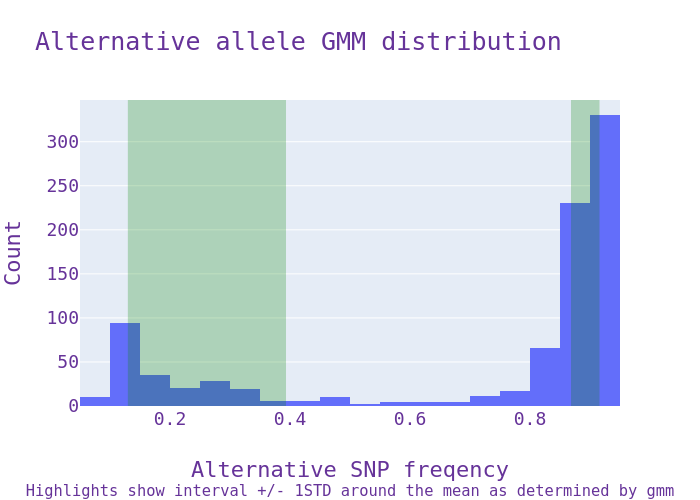 Alternative allele GMM distribution
Count
300
250
200
150
100
50
0
0.2 0.4 0.6 0.8
Alternative SNP freqency
Highlights show interval +/- 1STD around the mean as determined by gmm